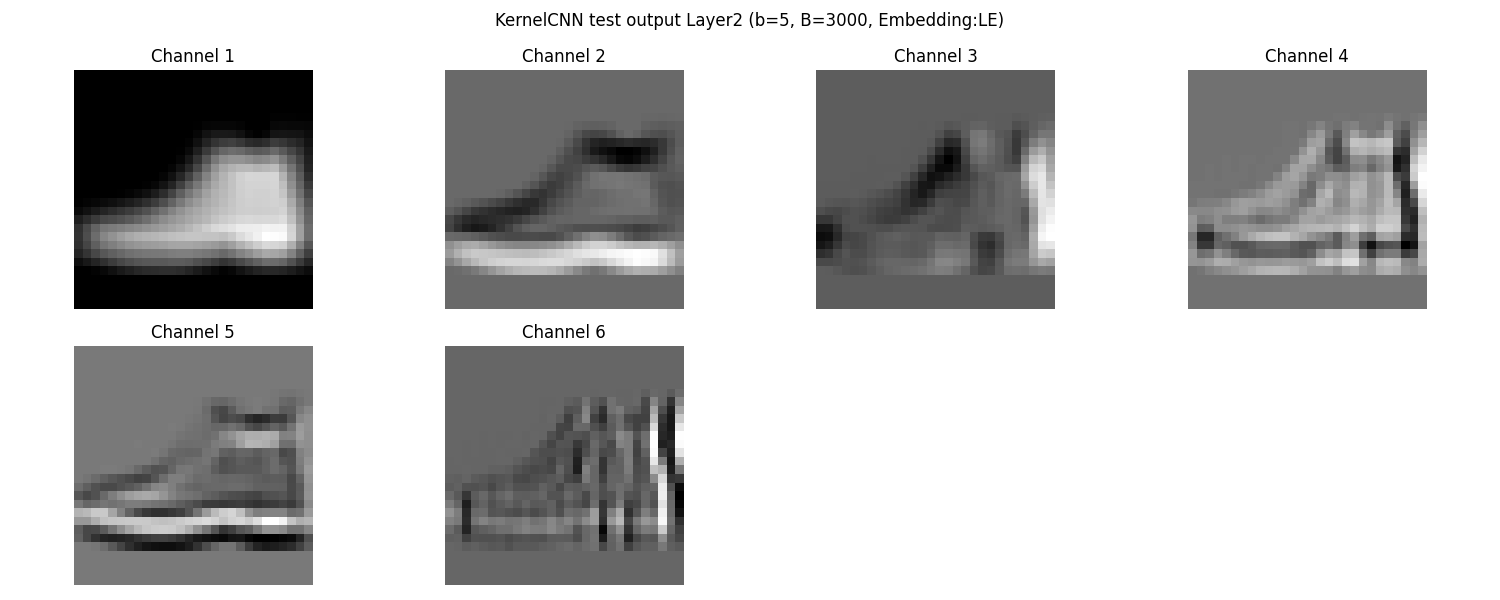 KernelCNN test output Layer2 (b=5, B=3000, Embedding:LE)
Channel 1
Channel 2
Channel 3
Channel 4
Channel 5
Channel 6